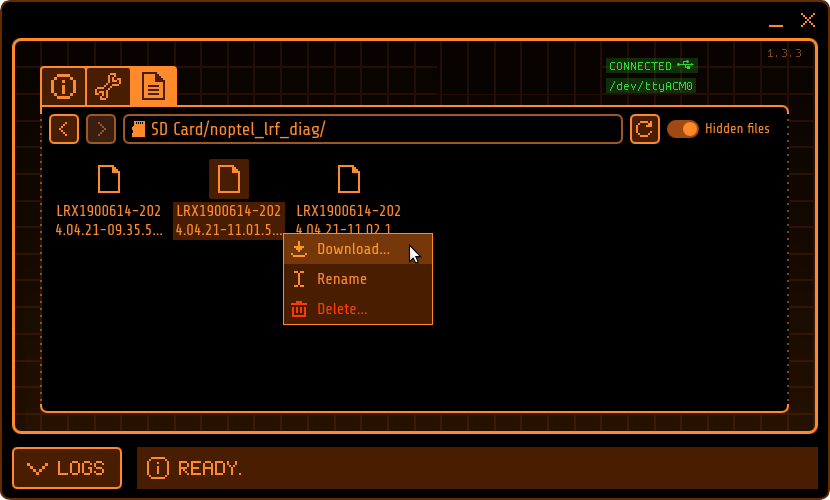 1.3.3
CONNECTED
/dev/ttyACM0
SD Card/noptel_lrf_diag/
Hidden files
LRX1900614-202
4.04.21-09.35.5...
LRX1900614-202
4.04.21-11.01.5...
LRX1900614-202
4.04.21-11.02.1
Download...
Rename
Delete...
LOGS
READY.